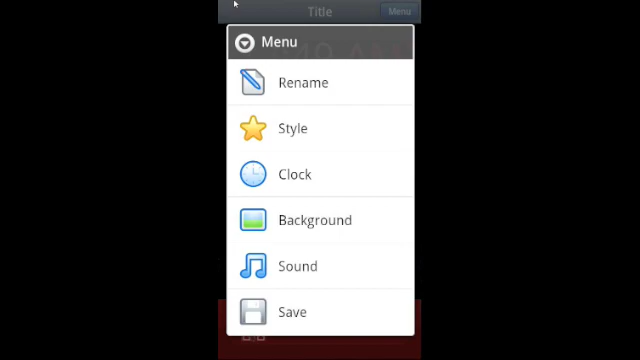 Title
Menu
Menu
Rename
Style
Clock
Background
Sound
Save